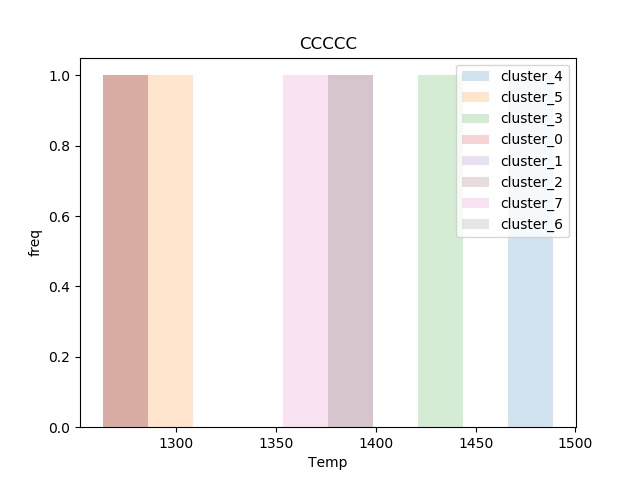 CCCCC
1.0
0.8
0.6
0.4
0.2
0.0
freq
1300
1350
1400
1450
1500
Temp
cluster_4
cluster_5
cluster_3
cluster_0
cluster_1
cluster_2
cluster_7
cluster_6